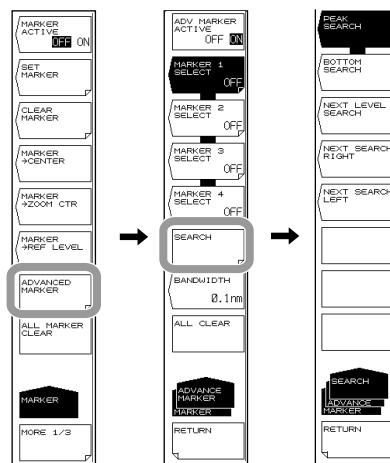 MARKER
ACTIVE
OFF ON
SET
MARKER
CLEAR
MARKER
MARKER
→CENTER
MARKER
→ZOOM CTR
MARKER
→REF LEVEL
ADVANCED
MARKER
ALL MARKER
CLEAR
MARKER
MORE 1/3
ADV MARKER
ACTIVE
OFF ON
MARKER 1
SELECT
OFF
MARKER 2
SELECT
OFF
MARKER 3
SELECT
OFF
MARKER 4
SELECT
OFF
SEARCH
BANDWIDTH
0.1nm
ALL CLEAR
ADVANCE
MARKER
MARKER
RETURN
PEAK
SEARCH
BOTTOM
SEARCH
NEXT LEVEL
SEARCH
NEXT SEARCH
RIGHT
NEXT SEARCH
LEFT
SEARCH
ADVANCE
MARKER
RETURN